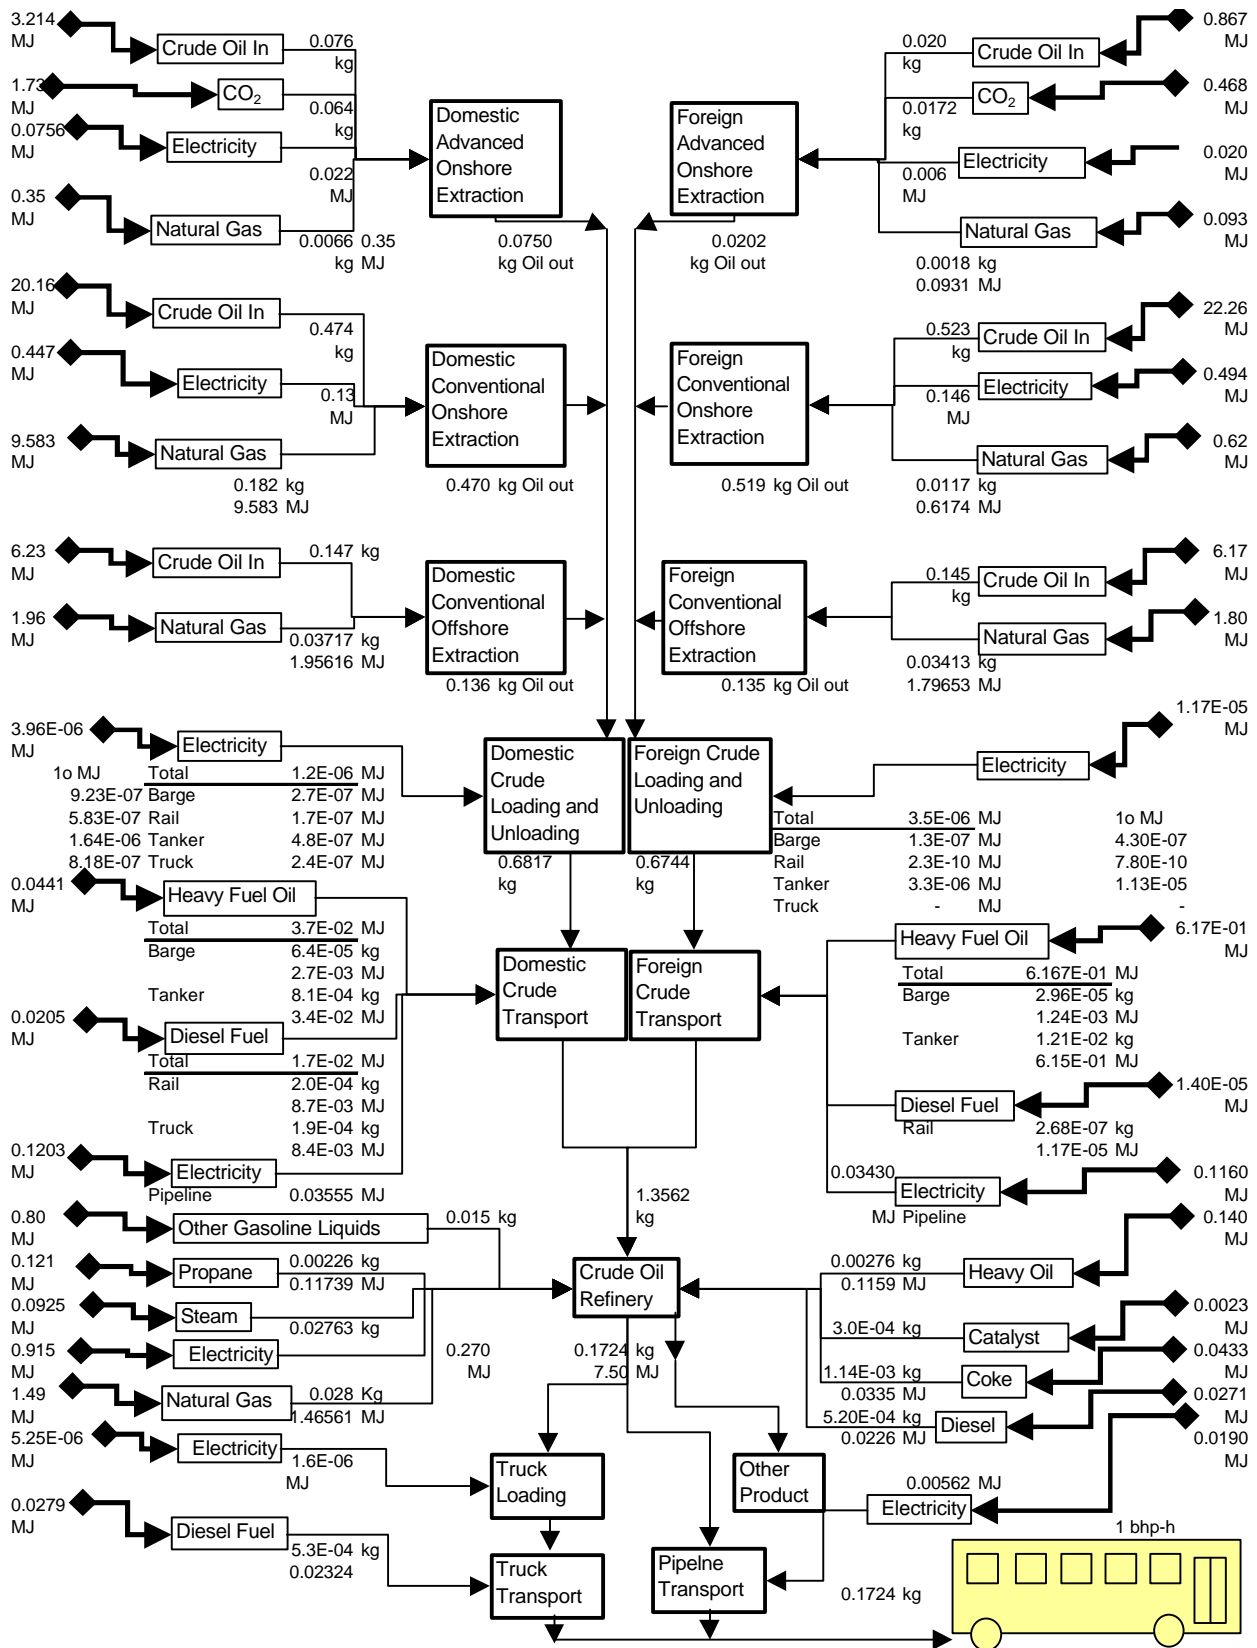 3.214
MJ
Crude Oil In
0.076
kg
1.73
MJ
CO2
0.064
kg
0.0756
MJ
Electricity
0.022
MJ
0.35
MJ
Natural Gas
0.0066 0.35
kg MJ
Domestic
Advanced
Onshore
Extraction
0.0750
kg Oil out
Foreign
Advanced
Onshore
Extraction
0.0202
kg Oil out
0.867
MJ
Crude Oil In
0.020
kg
0.468
MJ
CO2
0.0172
kg
0.020
MJ
Electricity
0.006
MJ
0.093
MJ
Natural Gas
0.0018 kg
0.0931 MJ
20.16
MJ
Crude Oil In
0.474
kg
0.447
MJ
Electricity
0.13
MJ
9.583
MJ
Natural Gas
0.182 kg
9.583 MJ
Domestic
Conventional
Onshore
Extraction
0.470 kg Oil out
Foreign
Conventional
Onshore
Extraction
0.519 kg Oil out
22.26
MJ
Crude Oil In
0.523
kg
0.494
MJ
Electricity
0.146
MJ
0.62
MJ
Natural Gas
0.0117 kg
0.6174 MJ
6.23
MJ
Crude Oil In
0.147 kg
1.96
MJ
Natural Gas
0.03717 kg
1.95616 MJ
Domestic
Conventional
Offshore
Extraction
0.136 kg Oil out
Foreign
Conventional
Offshore
Extraction
0.135 kg Oil out
6.17
MJ
Crude Oil In
0.145
kg
1.80
MJ
Natural Gas
0.03413 kg
1.79653 MJ
3.96E-06
MJ
Electricity
1o MJ Total 1.2E-06 MJ
9.23E-07 Barge 2.7E-07 MJ
5.83E-07 Rail 1.7E-07 MJ
1.64E-06 Tanker 4.8E-07 MJ
8.18E-07 Truck 2.4E-07 MJ
Domestic
Crude
Loading and
Unloading
0.6817
kg
Foreign Crude
Loading and
Unloading
0.6744
kg
1.17E-05
MJ
Electricity
Total 3.5E-06 MJ 1o MJ
Barge 1.3E-07 MJ 4.30E-07
Rail 2.3E-10 MJ 7.80E-10
Tanker 3.3E-06 MJ 1.13E-05
Truck - MJ -
0.0441
MJ
Heavy Fuel Oil
Total 3.7E-02 MJ
Barge 6.4E-05 kg
2.7E-03 MJ
Tanker 8.1E-04 kg
3.4E-02 MJ
0.0205
MJ
Diesel Fuel
Total 1.7E-02 MJ
Rail 2.0E-04 kg
8.7E-03 MJ
Truck 1.9E-04 kg
8.4E-03 MJ
0.1203
MJ
Electricity
Pipeline 0.03555 MJ
Domestic
Crude
Transport
Foreign
Crude
Transport
6.17E-01
MJ
Heavy Fuel Oil
Total 6.167E-01 MJ
Barge 2.96E-05 kg
1.24E-03 MJ
Tanker 1.21E-02 kg
6.15E-01 MJ
1.40E-05
MJ
Diesel Fuel
Rail 2.68E-07 kg
1.17E-05 MJ
0.1160
MJ
Electricity
0.03430
MJ Pipeline
1.3562
kg
0.80
MJ
Other Gasoline Liquids
0.015 kg
0.121
MJ
Propane
0.00226 kg
0.11739 MJ
0.0925
MJ
Steam
0.02763 kg
0.915
MJ
Electricity
0.270
MJ
1.49
MJ
Natural Gas
0.028 Kg
1.46561 MJ
Crude Oil
Refinery
0.1724 kg
7.50 MJ
0.140
MJ
Heavy Oil
0.00276 kg
0.1159 MJ
0.0023
MJ
Catalyst
3.0E-04 kg
0.0433
MJ
Coke
1.14E-03 kg
0.0335 MJ
0.0271
MJ
Diesel
5.20E-04 kg
0.0226 MJ
0.0190
MJ
Electricity
0.00562 MJ
5.25E-06
MJ
Electricity
1.6E-06
MJ
Truck
Loading
Other
Product
0.0279
MJ
Diesel Fuel
5.3E-04 kg
0.02324
Truck
Transport
Pipelne
Transport
0.1724 kg
1 bhp-h